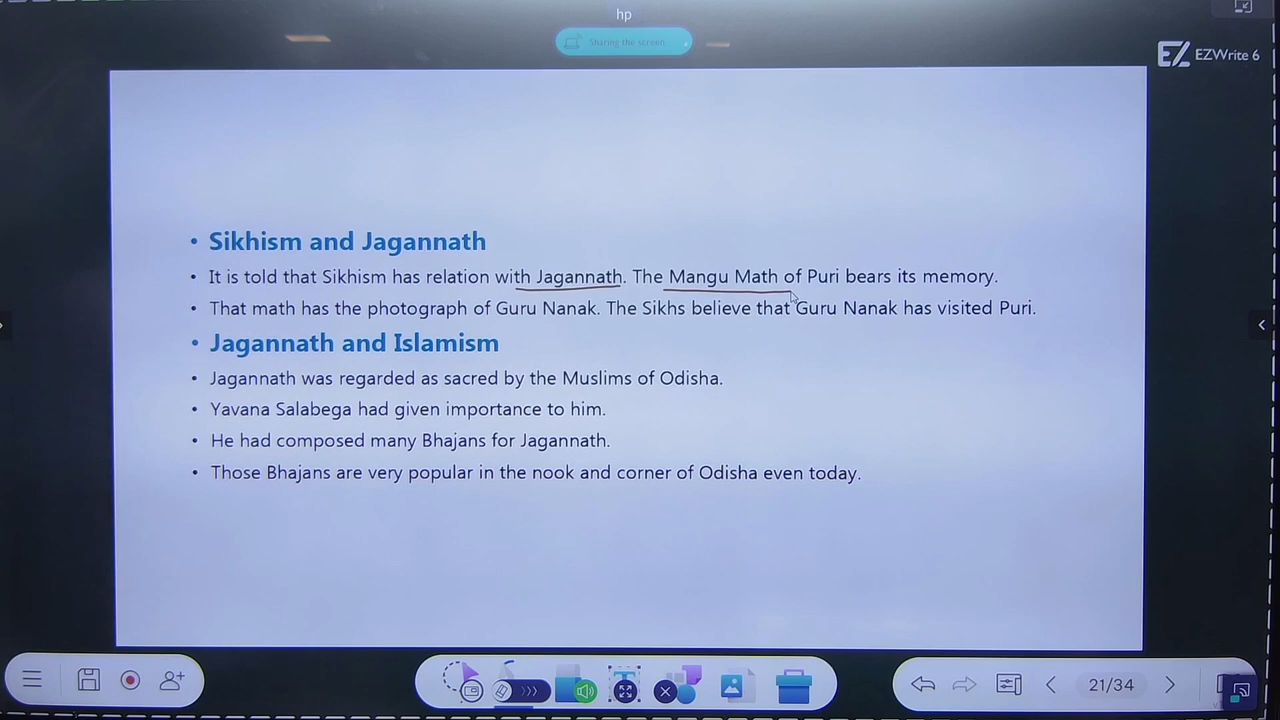 hp
Sharing the screen
EZWrite 6
• Sikhism and Jagannath
• It is told that Sikhism has relation with Jagannath. The Mangu Math of Puri bears its memory.
• That math has the photograph of Guru Nanak. The Sikhs believe that Guru Nanak has visited Puri.
• Jagannath and Islamism
• Jagannath was regarded as sacred by the Muslims of Odisha.
• Yavana Salabega had given importance to him.
• He had composed many Bhajans for Jagannath.
• Those Bhajans are very popular in the nook and corner of Odisha even today.
21/34